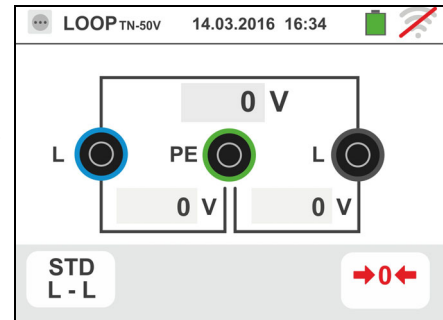 LOOP TN-50V 14.03.2016 16:34
0 V
L PE L
0 V 0 V
STD
L - L
➔0←